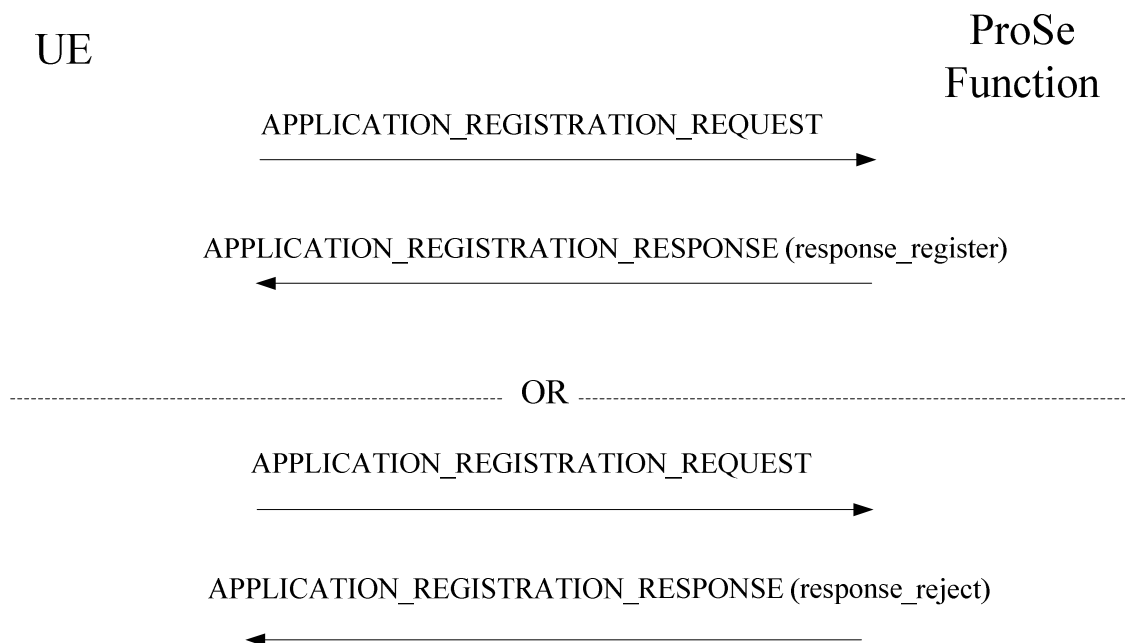 UE
ProSe
Function
APPLICATION_REGISTRATION_REQUEST
APPLICATION_REGISTRATION_RESPONSE (response_register)
OR
APPLICATION_REGISTRATION_REQUEST
APPLICATION_REGISTRATION_RESPONSE (response_reject)